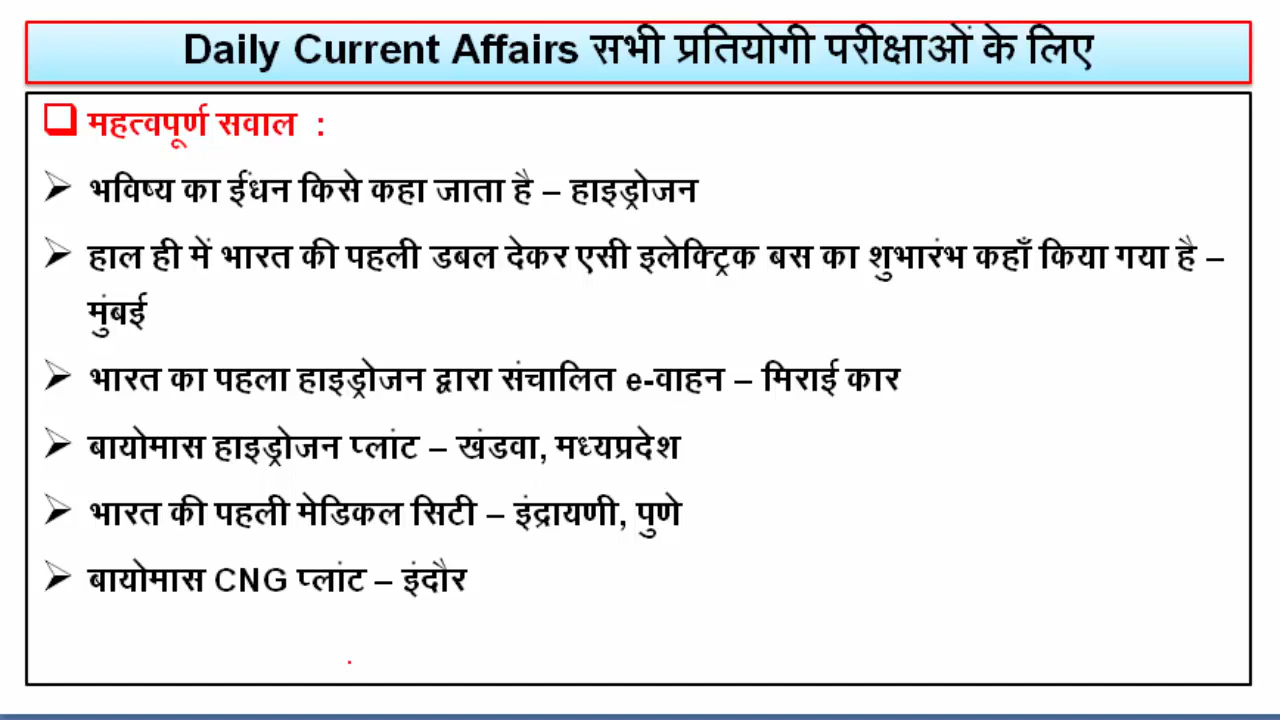 Daily Current Affairs सभी प्रतियोगी परीक्षाओं के लिए
महत्वपूर्ण सवाल :
भविष्य का ईंधन किसे कहा जाता है – हाइड्रोजन
हाल ही में भारत की पहली डबल देकर एसी इलेक्ट्रिक बस का शुभारंभ कहाँ किया गया है –
मुंबई
भारत का पहला हाइड्रोजन द्वारा संचालित e-वाहन – मिराई कार
बायोमास हाइड्रोजन प्लांट – खंडवा, मध्यप्रदेश
भारत की पहली मेडिकल सिटी – इंद्रायणी, पुणे
बायोमास CNG प्लांट – इंदौर